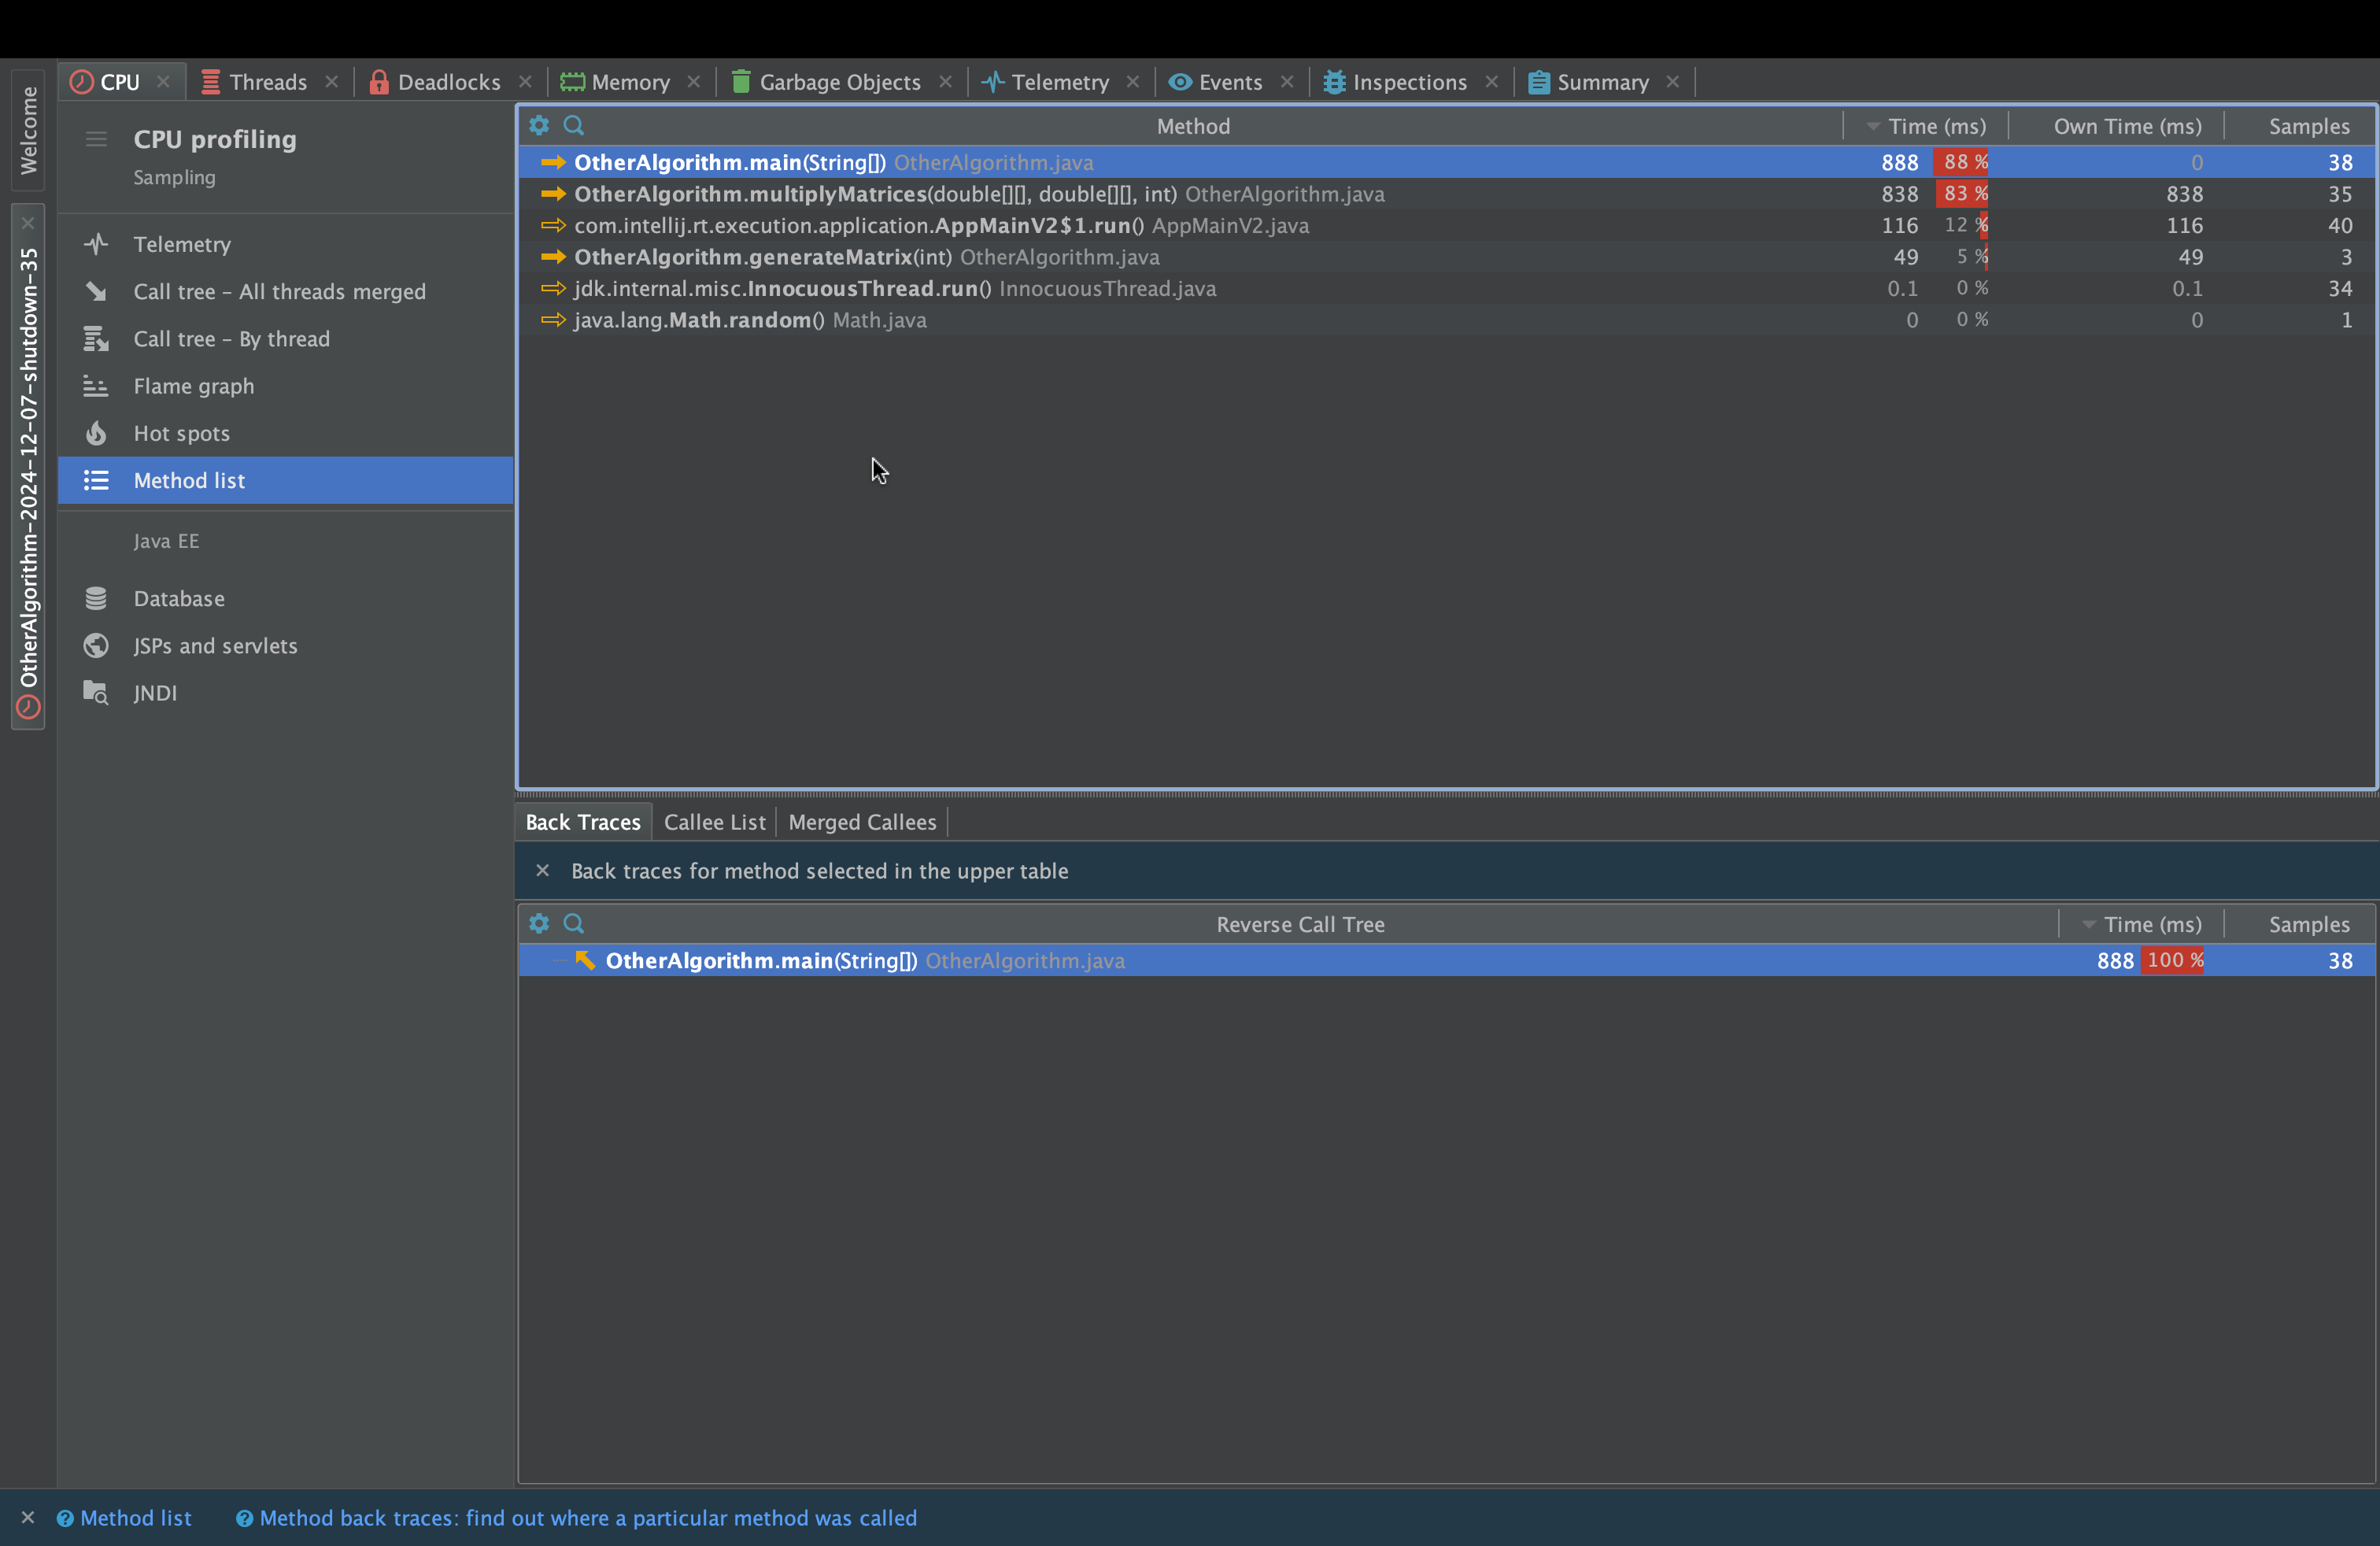 CPU Threads Deadlocks Memory Garbage Objects Telemetry Events Inspections Summary
Welcome
OtherAlgorithm-2024-12-07-shutdown-35
CPU profiling
Sampling
Telemetry
Call tree – All threads merged
Call tree – By thread
Flame graph
Hot spots
Method list
Java EE
Database
JSPs and servlets
JNDI
Method Time (ms) Own Time (ms) Samples
OtherAlgorithm.main(String[]) OtherAlgorithm.java 888 88 % 0 38
OtherAlgorithm.multiplyMatrices(double[][], double[][], int) OtherAlgorithm.java 838 83 % 838 35
com.intellij.rt.execution.application.AppMainV2$1.run() AppMainV2.java 116 12 % 116 40
OtherAlgorithm.generateMatrix(int) OtherAlgorithm.java 49 5 % 49 3
jdk.internal.misc.InnocuousThread.run() InnocuousThread.java 0.1 0 % 0.1 34
java.lang.Math.random() Math.java 0 0 % 0 1
Back Traces Callee List Merged Callees
Back traces for method selected in the upper table
Reverse Call Tree Time (ms) Samples
OtherAlgorithm.main(String[]) OtherAlgorithm.java 888 100 % 38
Method list Method back traces: find out where a particular method was called